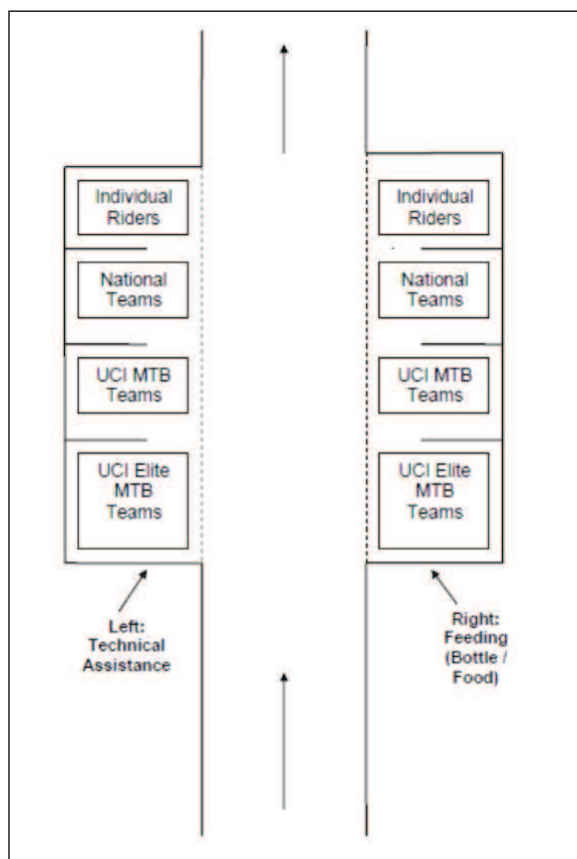 Individual
Riders
National
Teams
UCI MTB
Teams
UCI Elite
MTB
Teams
Left:
Technical
Assistance
Individual
Riders
National
Teams
UCI MTB
Teams
UCI Elite
MTB
Teams
Right:
Feeding
(Bottle /
Food)